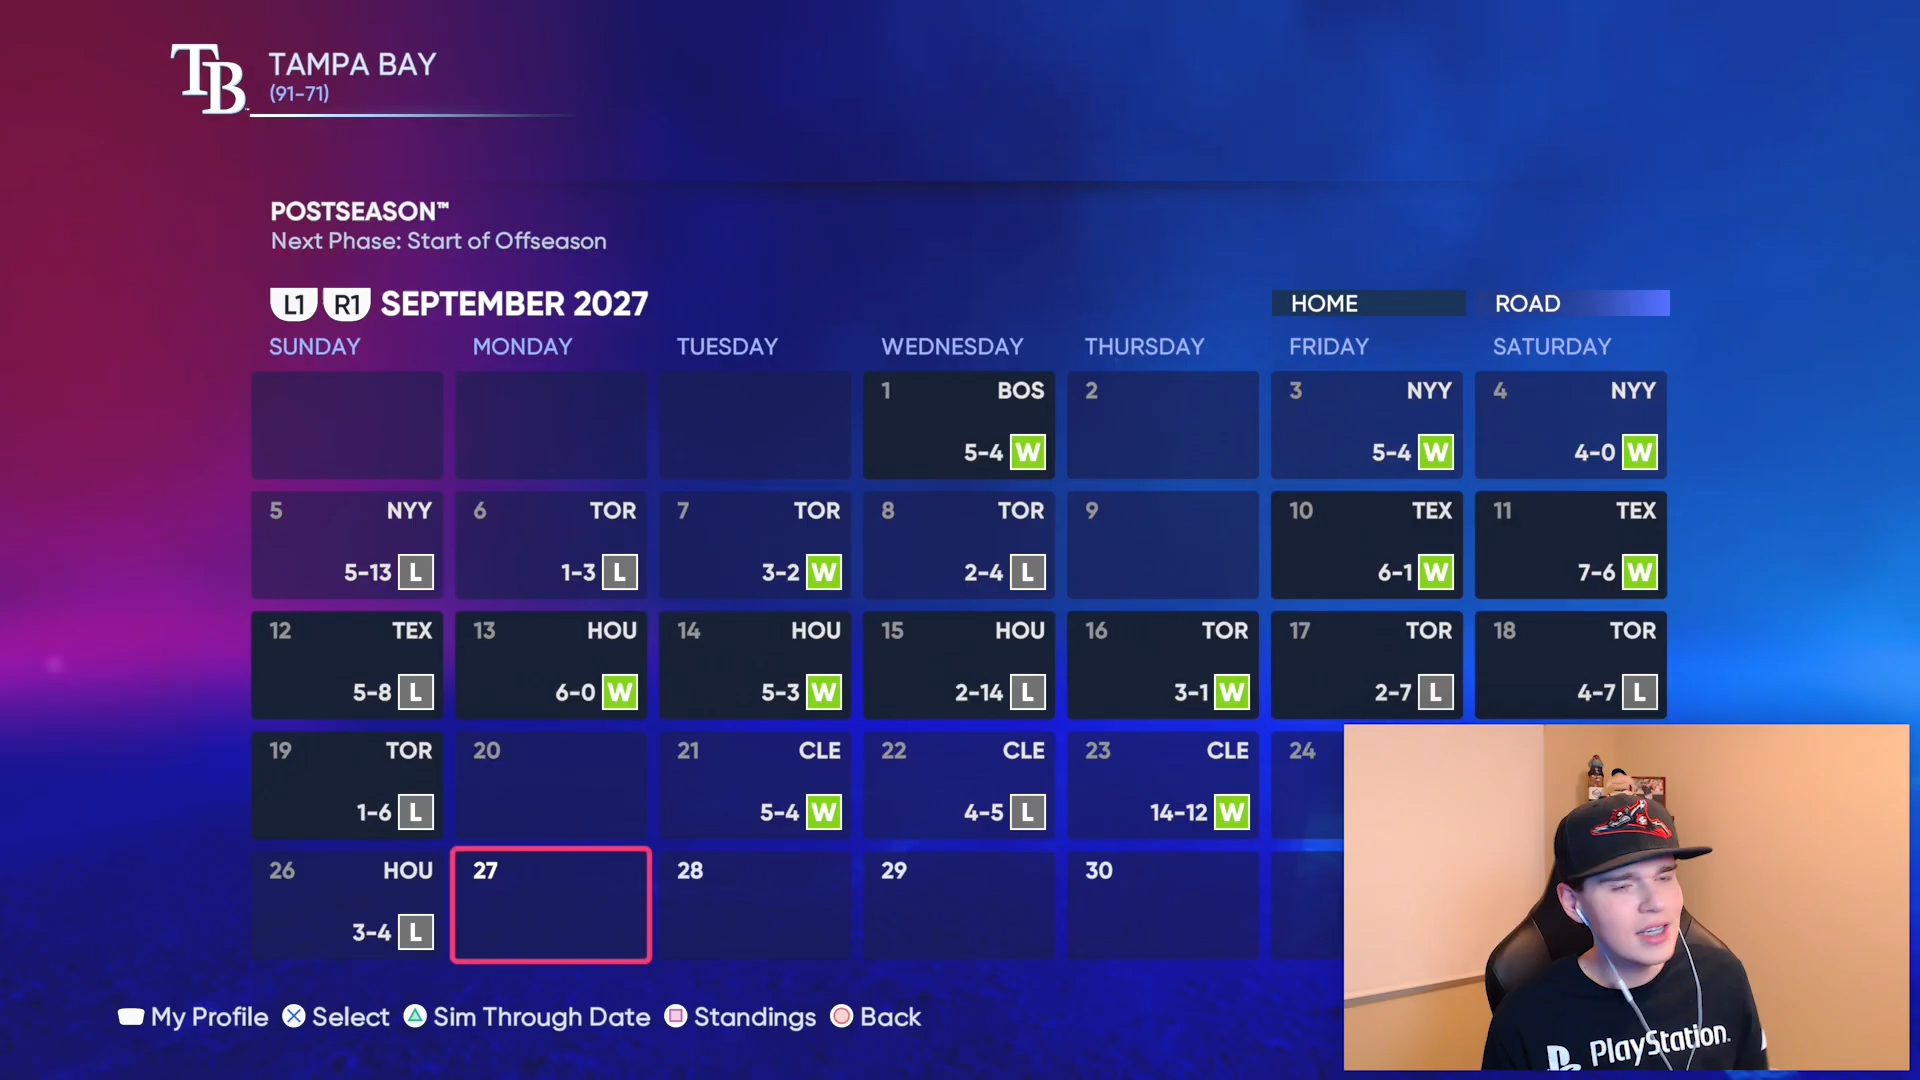 TB
TAMPA BAY
(91-71)
POSTSEASON™
Next Phase: Start of Offseason
L1 R1 SEPTEMBER 2027
HOME ROAD
SUNDAY MONDAY TUESDAY WEDNESDAY THURSDAY FRIDAY SATURDAY
1 BOS 2 3 NYY 4 NYY
5-4 W 5-4 W 4-0 W
5 NYY 6 TOR 7 TOR 8 TOR 9 10 TEX 11 TEX
5-13 L 1-3 L 3-2 W 2-4 L 6-1 W 7-6 W
12 TEX 13 HOU 14 HOU 15 HOU 16 TOR 17 TOR 18 TOR
5-8 L 6-0 W 5-3 W 2-14 L 3-1 W 2-7 L 4-7 L
19 TOR 20 21 CLE 22 CLE 23 CLE 24
1-6 L 5-4 W 4-5 L 14-12 W
26 HOU 27 28 29 30
3-4 L
My Profile Select Sim Through Date Standings Back
PlayStation